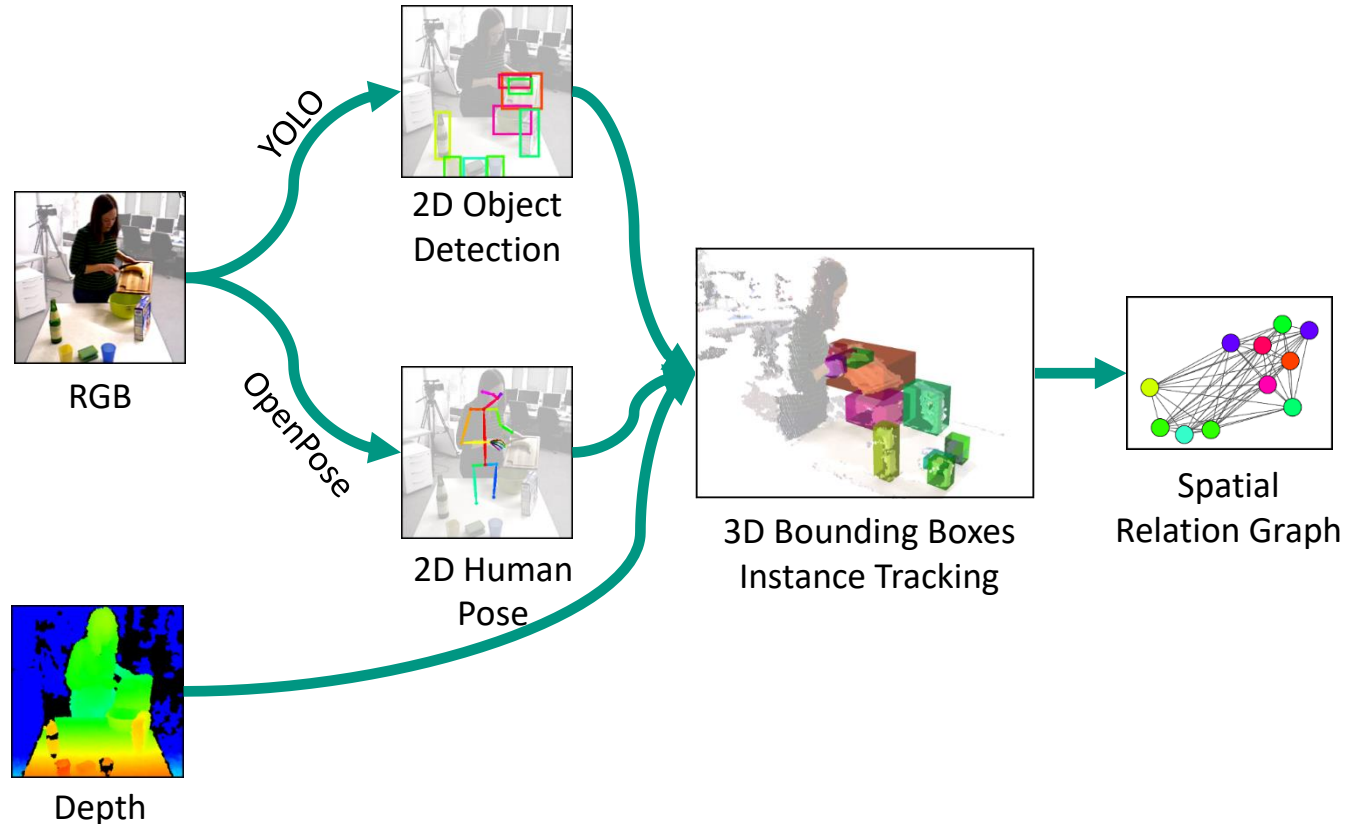 YOLO
2D Object
Detection
RGB
OpenPose
2D Human
Pose
3D Bounding Boxes
Instance Tracking
Spatial
Relation Graph
Depth